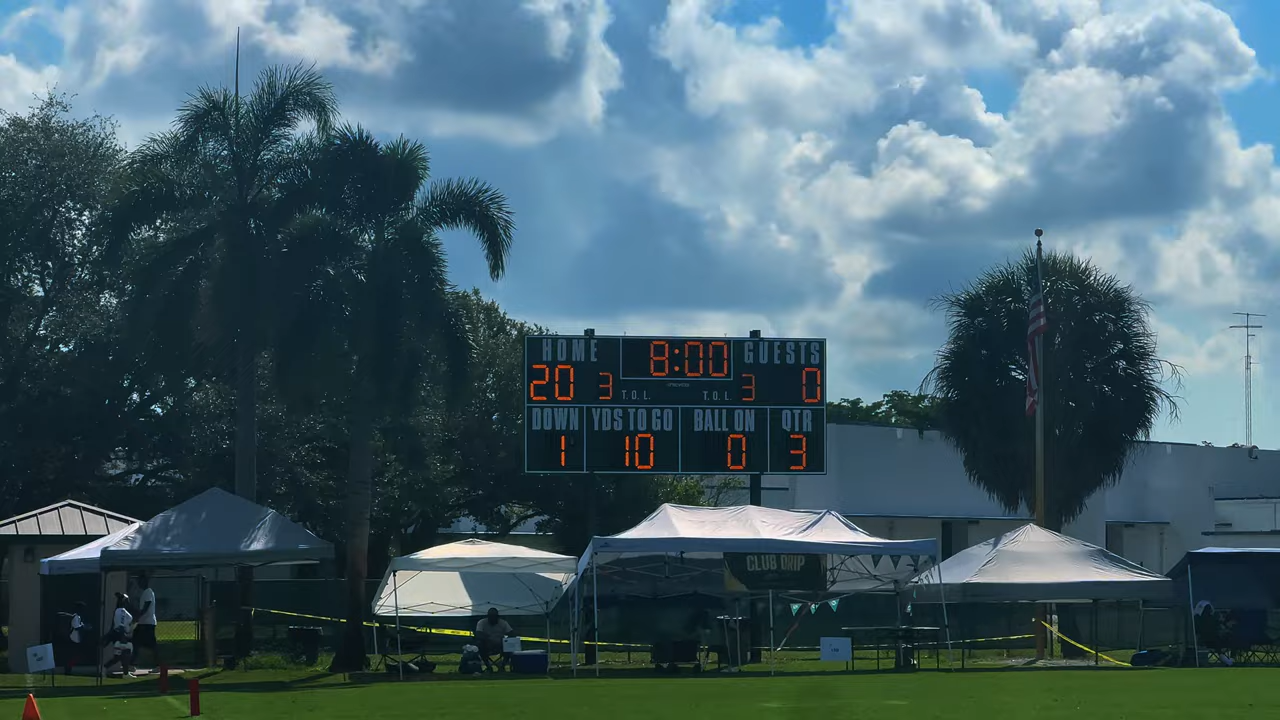 HOME 8:00 GUESTS
20 3 T.O.L. T.O.L. 3 0
DOWN YDS TO GO BALL ON QTR
1 10 0 3
CLUB DRIP